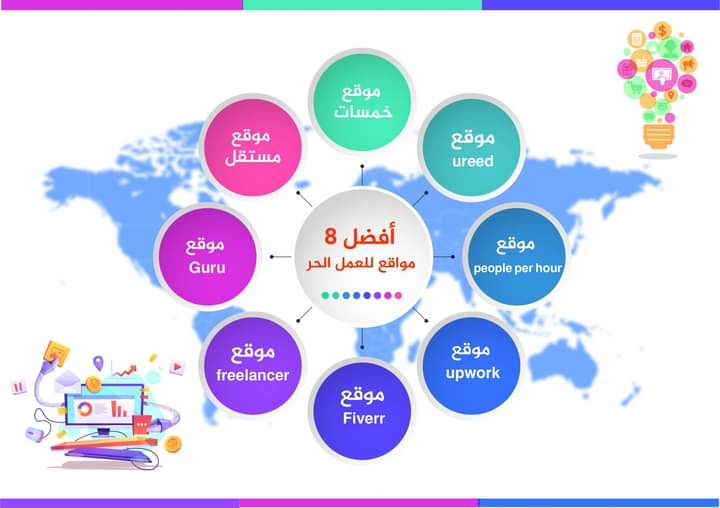 أفضل 8
مواقع للعمل الحر
موقع
خمسات
موقع
ureed
موقع
people per hour
موقع
upwork
موقع
Fiverr
موقع
freelancer
موقع
Guru
موقع
مستقل
$